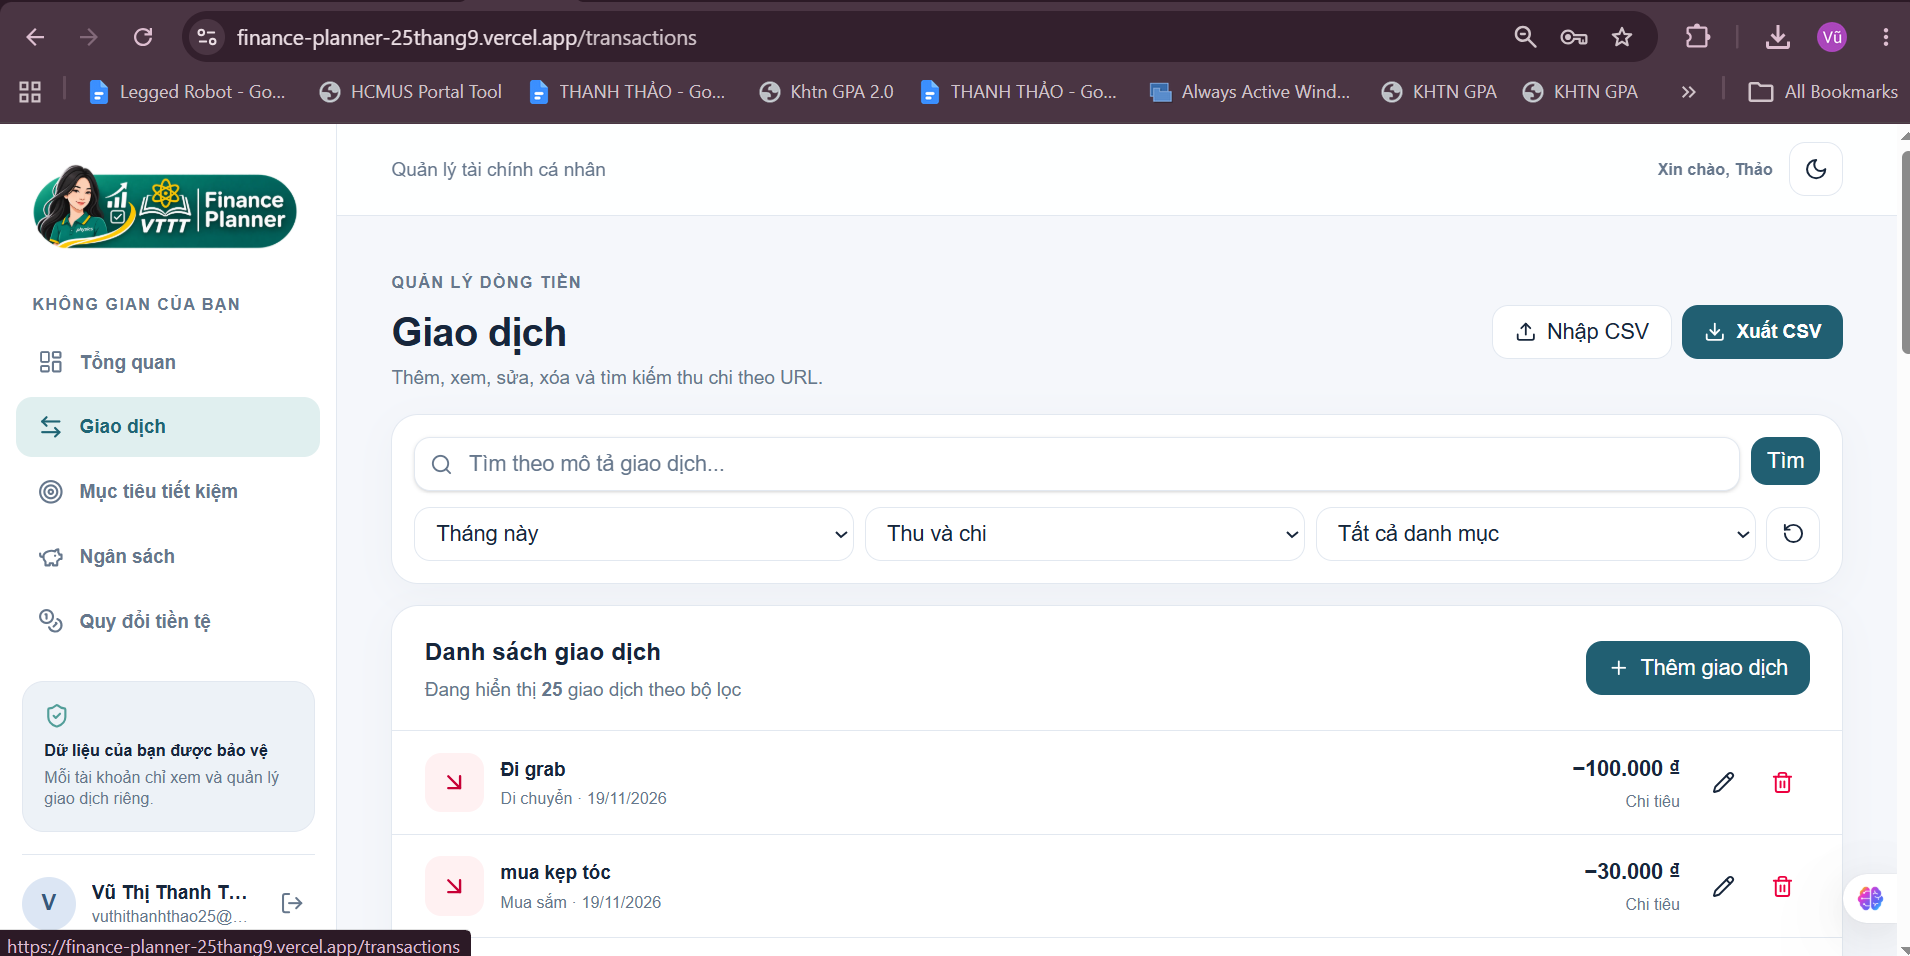 finance-planner-25thang9.vercel.app/transactions
Vũ
Legged Robot - Go...
HCMUS Portal Tool
THANH THẢO - Go...
Khtn GPA 2.0
THANH THẢO - Go...
Always Active Wind...
KHTN GPA
KHTN GPA
All Bookmarks
physics
VTTT
Finance
Planner
Quản lý tài chính cá nhân
Xin chào, Thảo
KHÔNG GIAN CỦA BẠN
Tổng quan
Giao dịch
Mục tiêu tiết kiệm
Ngân sách
Quy đổi tiền tệ
Dữ liệu của bạn được bảo vệ
Mỗi tài khoản chỉ xem và quản lý
giao dịch riêng.
V
Vũ Thị Thanh T...
vuthithanhthao25@...
QUẢN LÝ DÒNG TIỀN
Giao dịch
Thêm, xem, sửa, xóa và tìm kiếm thu chi theo URL.
Nhập CSV
Xuất CSV
Tìm theo mô tả giao dịch...
Tìm
Tháng này
Thu và chi
Tất cả danh mục
Danh sách giao dịch
Đang hiển thị 25 giao dịch theo bộ lọc
Thêm giao dịch
Đi grab
Di chuyển · 19/11/2026
−100.000 ₫
Chi tiêu
mua kẹp tóc
Mua sắm · 19/11/2026
−30.000 ₫
Chi tiêu
https://finance-planner-25thang9.vercel.app/transactions